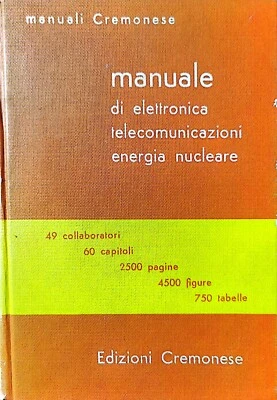 manuali Cremonese
manuale
di elettronica
telecomunicazioni
energia nucleare
49 collaboratori
60 capitoli
2500 pagine
4500 figure
750 tabelle
Edizioni Cremonese